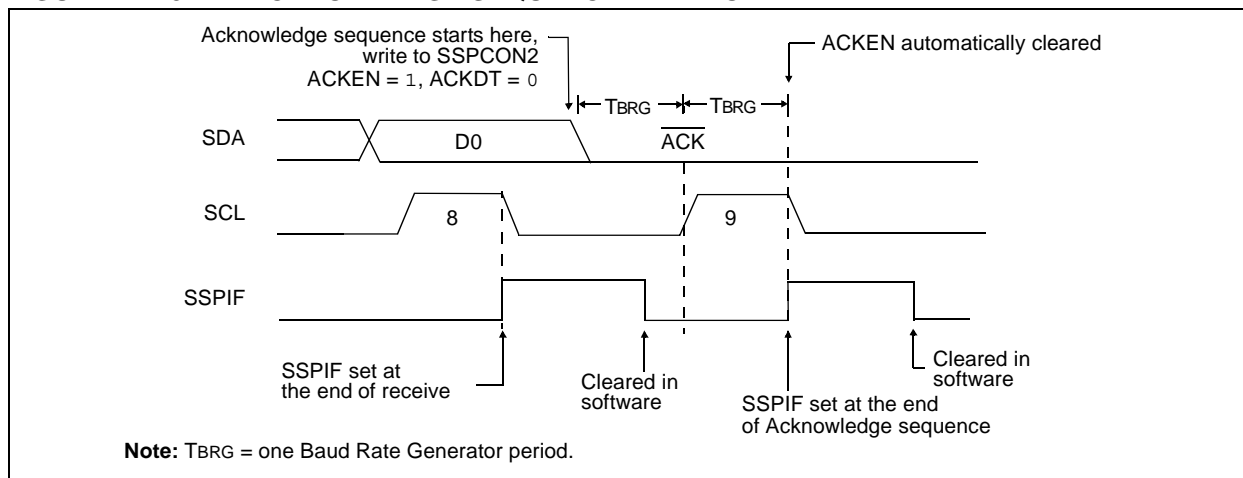 Acknowledge sequence starts here,
write to SSPCON2
ACKEN = 1, ACKDT = 0
ACKEN automatically cleared
TBRG
TBRG
SDA
D0
ACK
SCL
8
9
SSPIF
SSPIF set at
the end of receive
Cleared in
software
SSPIF set at the end
of Acknowledge sequence
Cleared in
software
Note: TBRG = one Baud Rate Generator period.